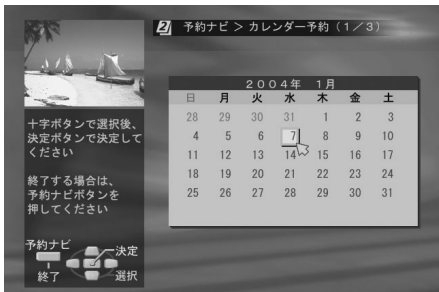 2 予約ナビ > カレンダー予約(1/3)
2004年 1月
日 月 火 水 木 金 土
28 29 30 31 1 2 3
4 5 6 7 8 9 10
11 12 13 14 15 16 17
18 19 20 21 22 23 24
25 26 27 28 29 30 31
十字ボタンで選択後、
決定ボタンで決定して
ください
終了する場合は、
予約ナビボタンを
押してください
予約ナビ 決定
終了 選択